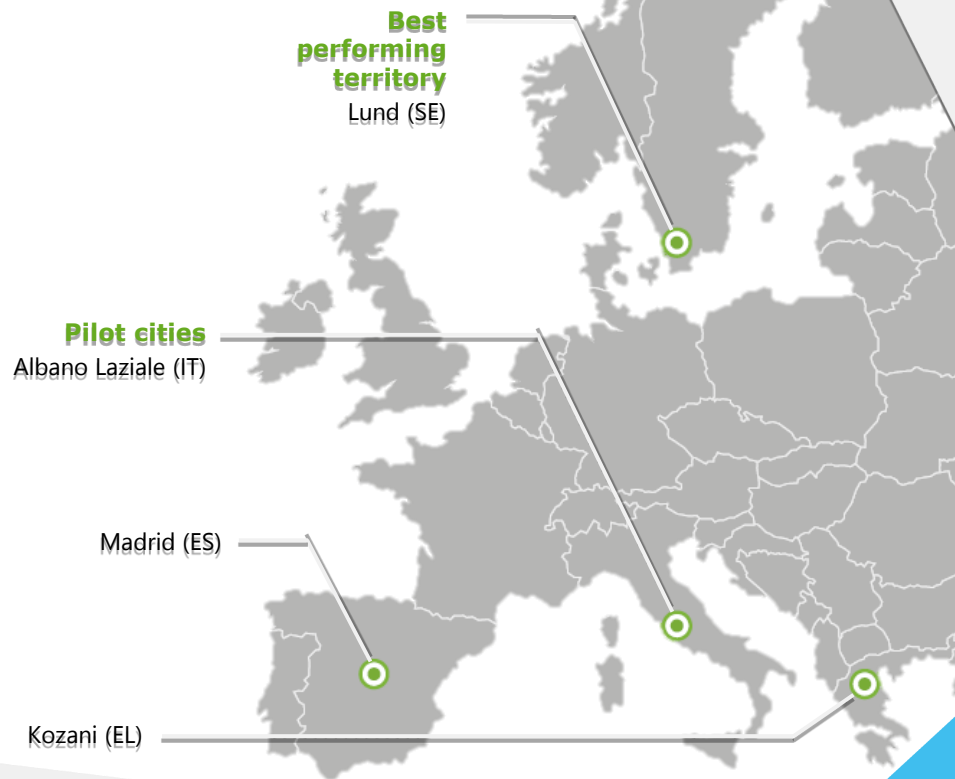 Best
performing
territory
Lund (SE)
Pilot cities
Albano Laziale (IT)
Madrid (ES)
Kozani (EL)